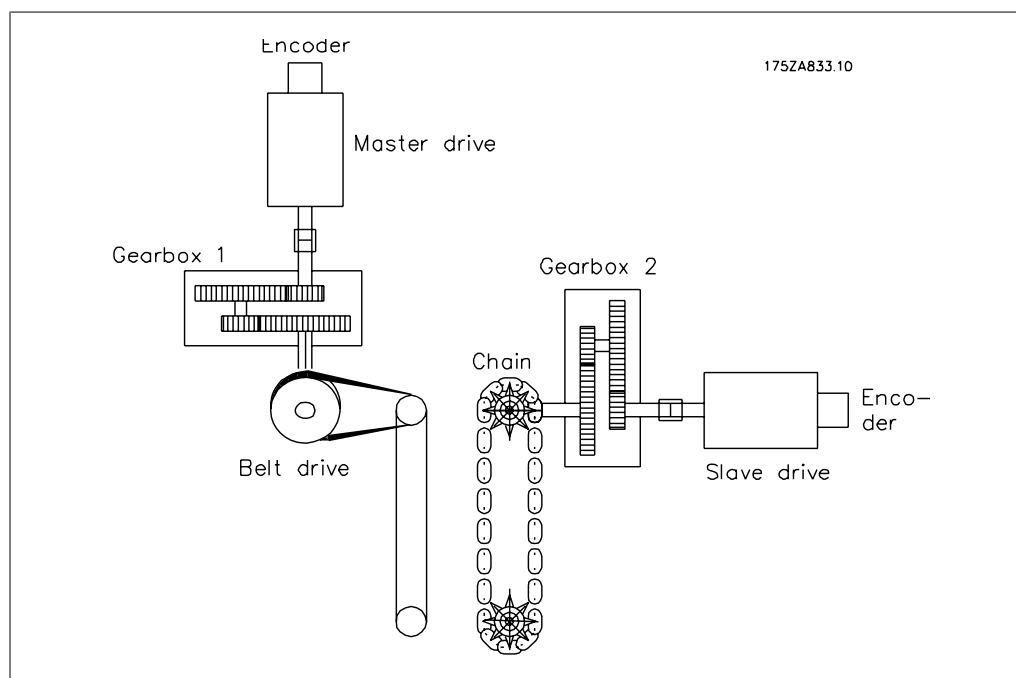 Encoder
175ZA833.10
Master drive
Gearbox 1
Gearbox 2
Chain
Enco-
der
Belt drive
Slave drive